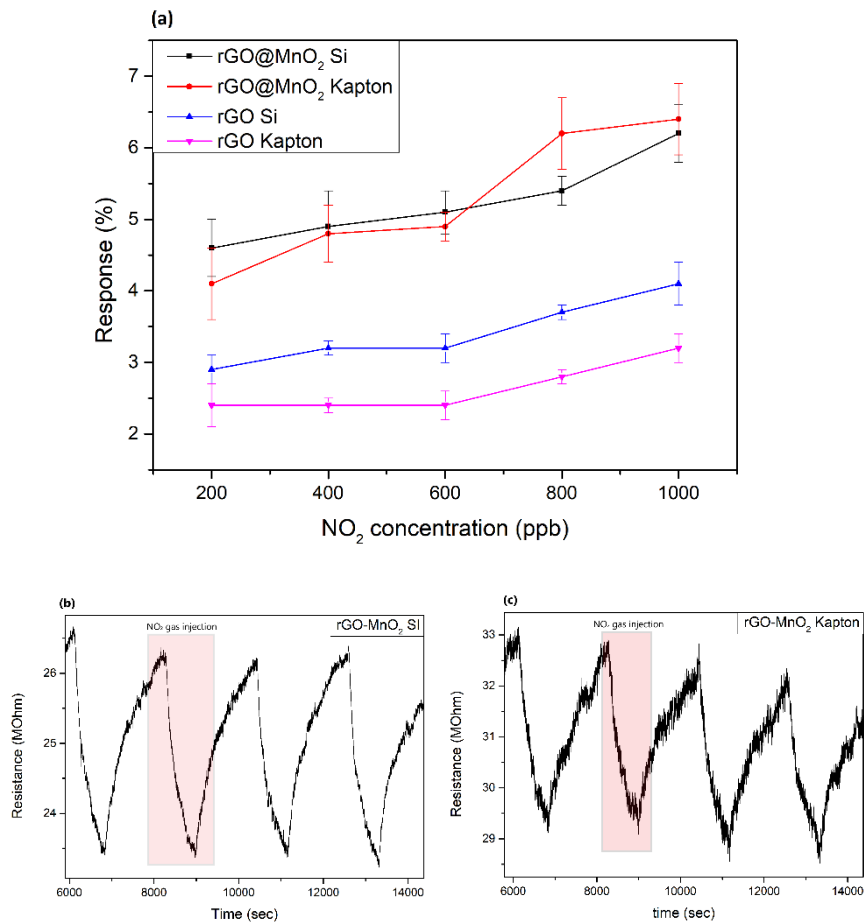 (a)
rGO@MnO₂ Si
rGO@MnO₂ Kapton
rGO Si
rGO Kapton
Response (%)
7
6
5
4
3
2
200 400 600 800 1000
NO₂ concentration (ppb)
(b)
NO₂ gas injection
rGO-MnO₂ SI
Resistance (MOhm)
26
25
24
6000 8000 10000 12000 14000
Time (sec)
(c)
NO₂ gas injection
rGO-MnO₂ Kapton
Resistance (MOhm)
33
32
31
30
29
6000 8000 10000 12000 14000
time (sec)